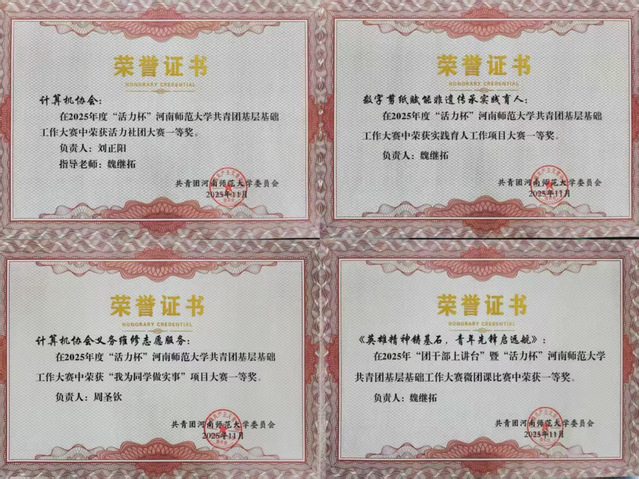 荣誉证书
HONORARY CREDENTIAL
计算机协会：
在2025年度“活力杯”河南师范大学共青团基层基础
工作大赛中荣获活力社团大赛一等奖。
负责人：刘正阳
指导老师：魏继拓
共青团河南师范大学委员会
2025年11月
荣誉证书
HONORARY CREDENTIAL
数字剪纸赋能非遗传承实践育人：
在2025年度“活力杯”河南师范大学共青团基层基础
工作大赛中荣获实践育人工作项目大赛一等奖。
负责人：魏继拓
共青团河南师范大学委员会
2025年11月
荣誉证书
HONORARY CREDENTIAL
计算机协会义务维修志愿服务：
在2025年度“活力杯”河南师范大学共青团基层基础
工作大赛中荣获“我为同学做实事”项目大赛一等奖。
负责人：周圣钦
共青团河南师范大学委员会
2025年11月
荣誉证书
HONORARY CREDENTIAL
《英雄精神铸基石，青年先锋启远航》：
在2025年“团干部上讲台”暨“活力杯”河南师范大学
共青团基层基础工作大赛微团课比赛中荣获一等奖。
负责人：魏继拓
共青团河南师范大学委员会
2025年11月